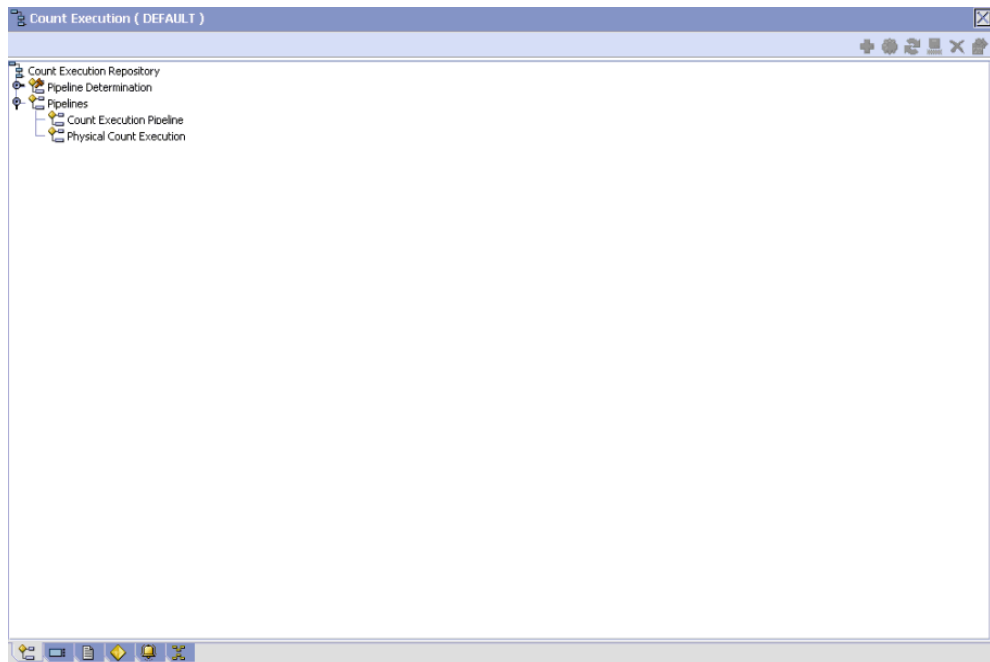 Count Execution ( DEFAULT )
Count Execution Repository
Pipeline Determination
Pipelines
Count Execution Pipeline
Physical Count Execution